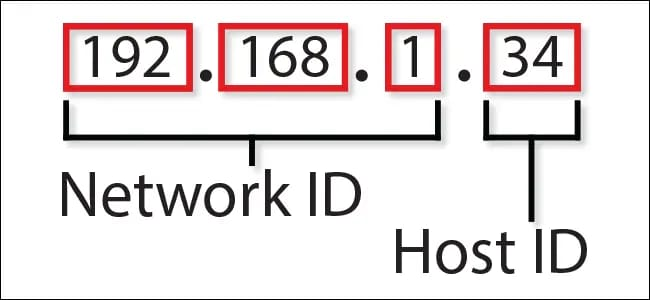 192.168.1.34
Network ID
Host ID